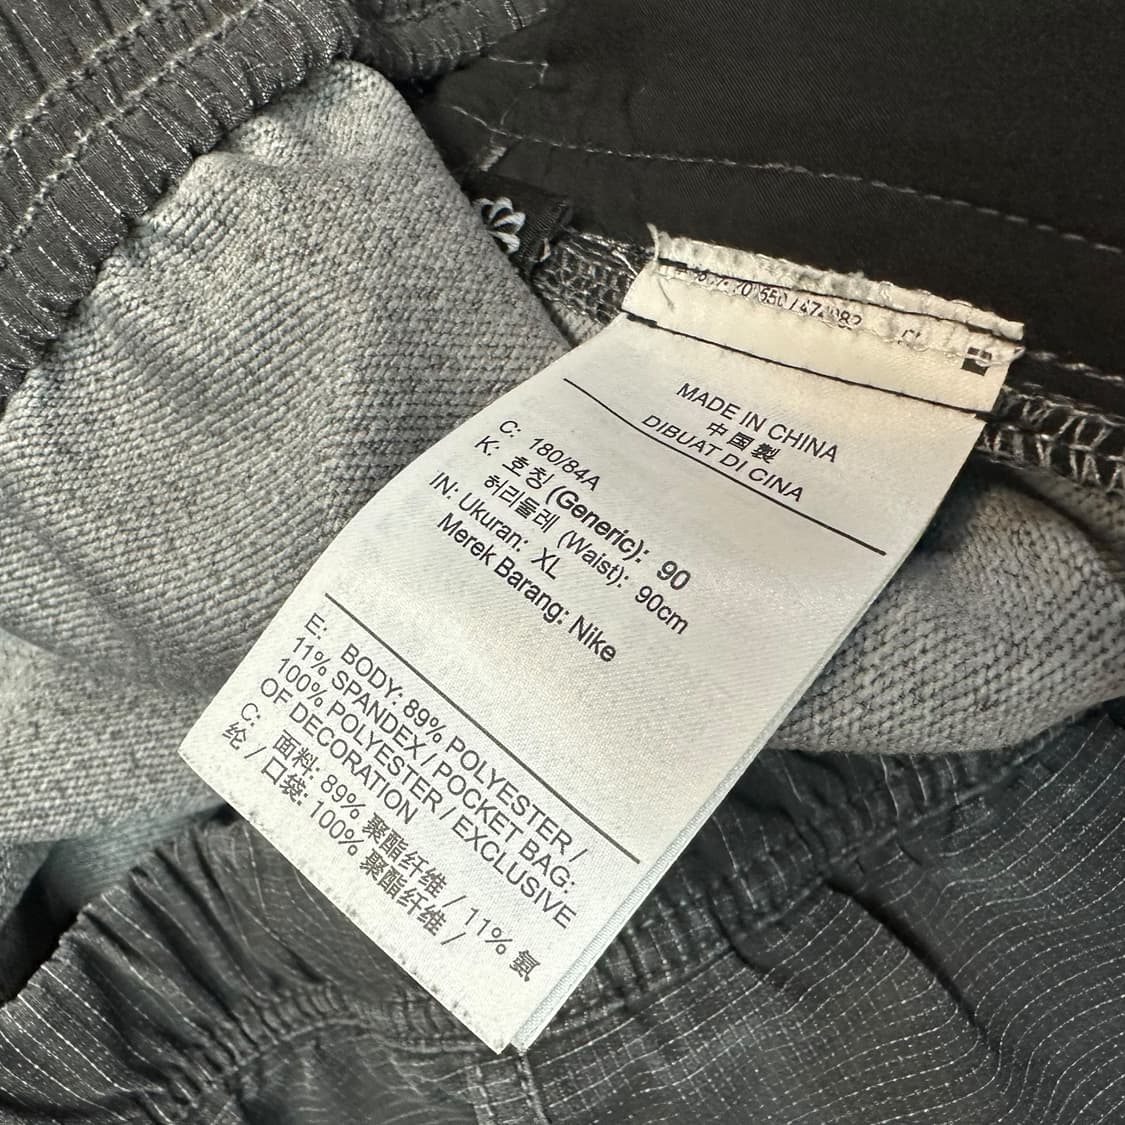 MADE IN CHINA
中国製
DIBUAT DI CINA
C: 180/84A
K: 호칭 (Generic): 90
허리둘레 (Waist): 90cm
IN: Ukuran: XL
Merek Barang: Nike
E: BODY: 89% POLYESTER /
11% SPANDEX / POCKET BAG:
100% POLYESTER / EXCLUSIVE
OF DECORATION
C: 面料: 89% 聚酯纤维 / 11% 氨
纶 / 口袋: 100% 聚酯纤维 /